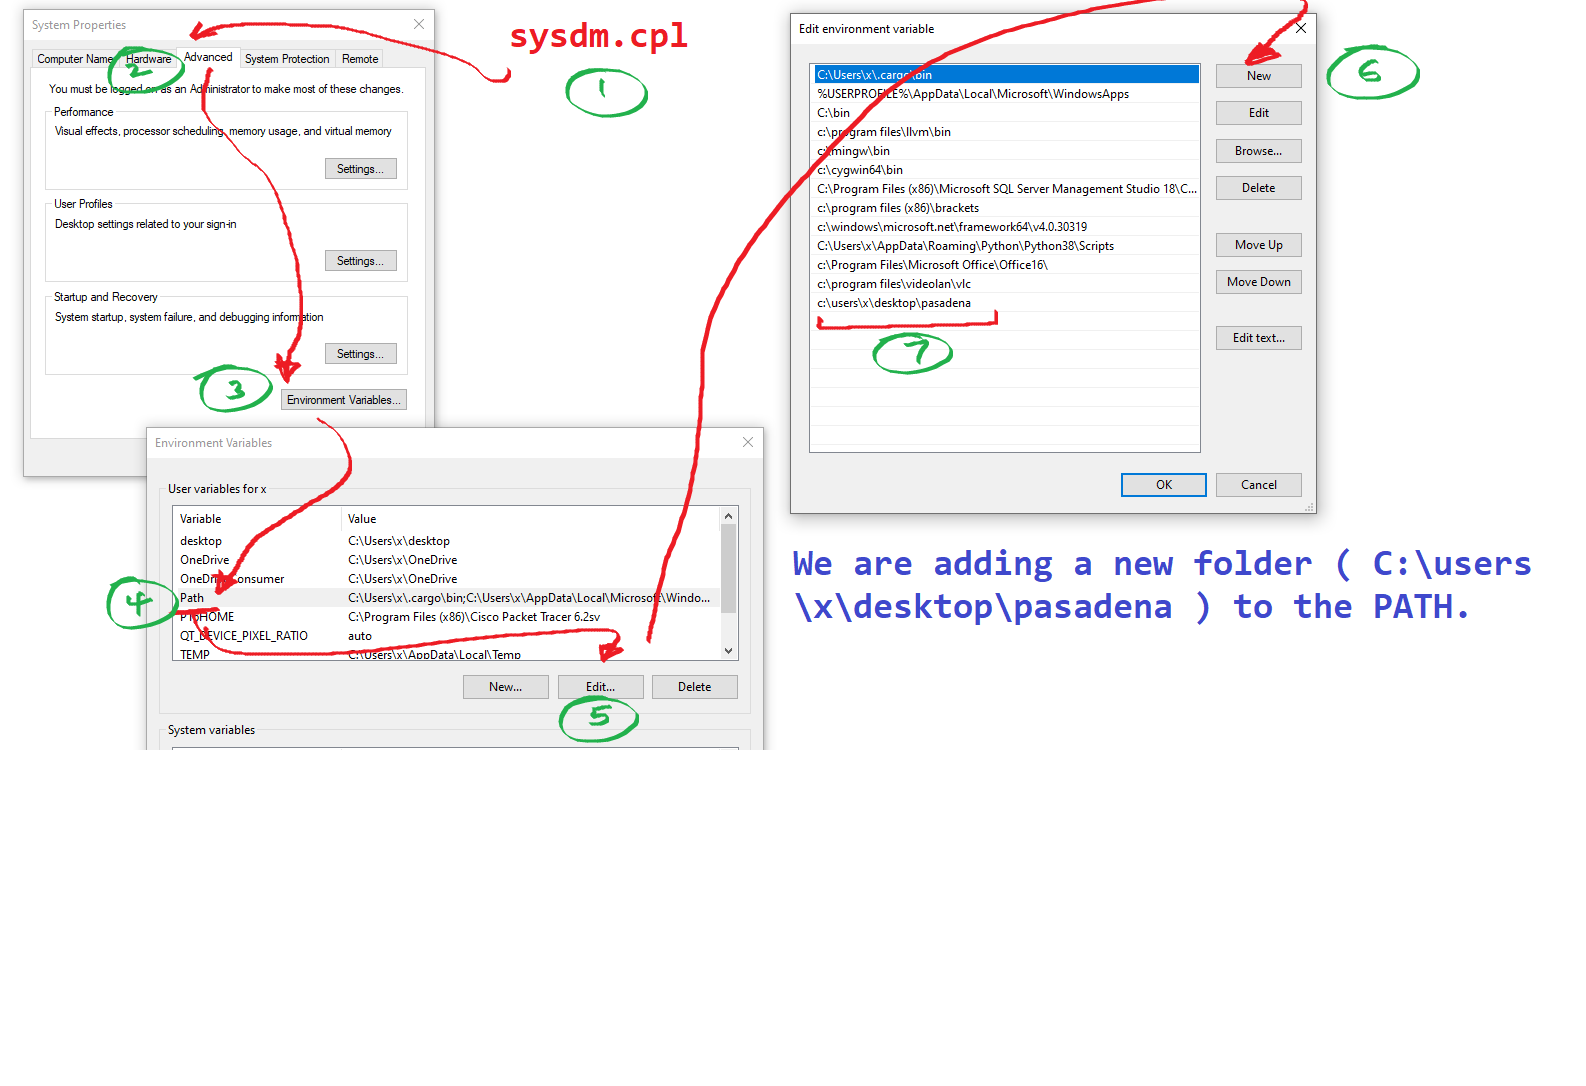 System Properties
sysdm.cpl
1
2
Computer Name Hardware Advanced System Protection Remote
You must be logged on as an Administrator to make most of these changes.
Performance
Visual effects, processor scheduling, memory usage, and virtual memory
Settings...
User Profiles
Desktop settings related to your sign-in
Settings...
Startup and Recovery
System startup, system failure, and debugging information
Settings...
3
Environment Variables...
Environment Variables
User variables for x
Variable Value
desktop C:\Users\x\desktop
OneDrive C:\Users\x\OneDrive
OneDriveConsumer C:\Users\x\OneDrive
4
Path C:\Users\x\.cargo\bin;C:\Users\x\AppData\Local\Microsoft\Windo...
PT5HOME C:\Program Files (x86)\Cisco Packet Tracer 6.2sv
QT_DEVICE_PIXEL_RATIO auto
TEMP C:\Users\x\AppData\Local\Temp
New... Edit... Delete
5
System variables
Edit environment variable
C:\Users\x\.cargo\bin
%USERPROFILE%\AppData\Local\Microsoft\WindowsApps
C:\bin
c:\program files\llvm\bin
c:\mingw\bin
c:\cygwin64\bin
C:\Program Files (x86)\Microsoft SQL Server Management Studio 18\C...
c:\program files (x86)\brackets
c:\windows\microsoft.net\framework64\v4.0.30319
C:\Users\x\AppData\Roaming\Python\Python38\Scripts
c:\Program Files\Microsoft Office\Office16\
c:\program files\videolan\vlc
c:\users\x\desktop\pasadena
7
New
6
Edit
Browse...
Delete
Move Up
Move Down
Edit text...
OK Cancel
We are adding a new folder ( C:\users
\x\desktop\pasadena ) to the PATH.